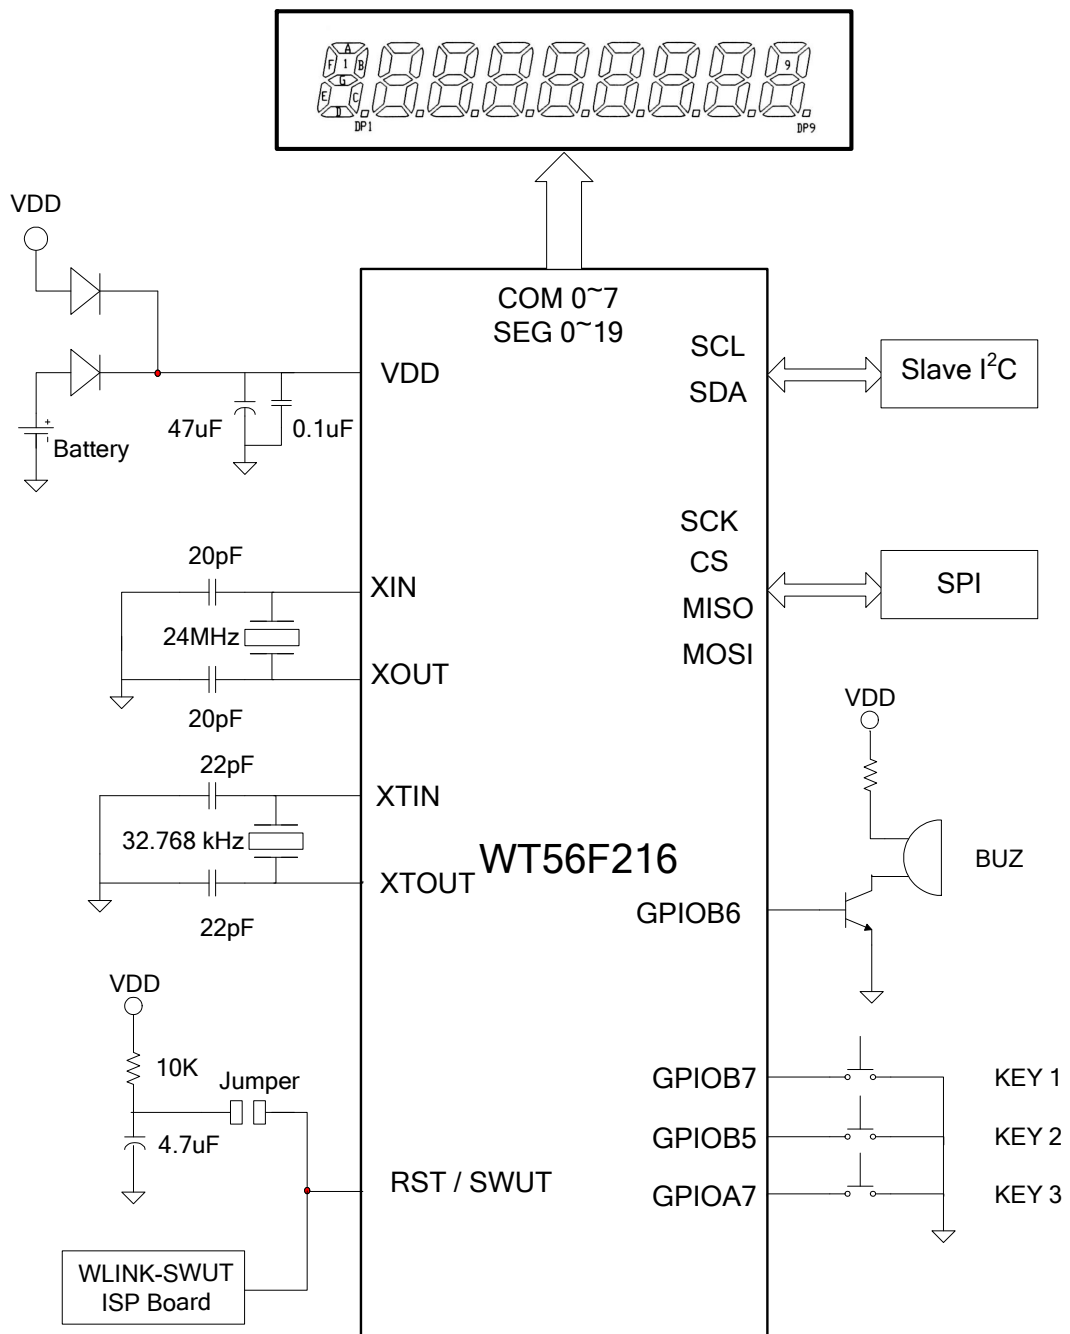 A
F 1 B
G
E C
D
DP1
9
DP9
VDD
COM 0~7
SEG 0~19
VDD
SCL
SDA
Slave I²C
47uF
0.1uF
Battery
20pF
XIN
24MHz
XOUT
20pF
SCK
CS
MISO
MOSI
SPI
VDD
22pF
XTIN
32.768 kHz
XTOUT
22pF
WT56F216
BUZ
GPIOB6
VDD
10K
Jumper
4.7uF
RST / SWUT
WLINK-SWUT
ISP Board
GPIOB7
KEY 1
GPIOB5
KEY 2
GPIOA7
KEY 3